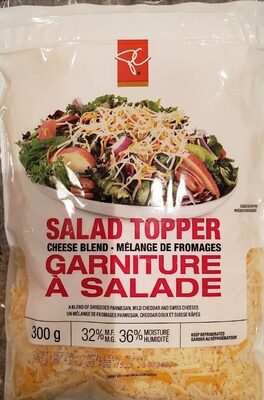 PC
SALAD TOPPER
CHEESE BLEND • MÉLANGE DE FROMAGES
GARNITURE
À SALADE
A BLEND OF SHREDDED PARMESAN, MILD CHEDDAR AND SWISS CHEESES
UN MÉLANGE DE FROMAGES PARMESAN, CHEDDAR DOUX ET SUISSE RÂPÉS
300 g
32% M.F. M.G. 36% MOISTURE HUMIDITÉ
KEEP REFRIGERATED
GARDER AU RÉFRIGÉRATEUR